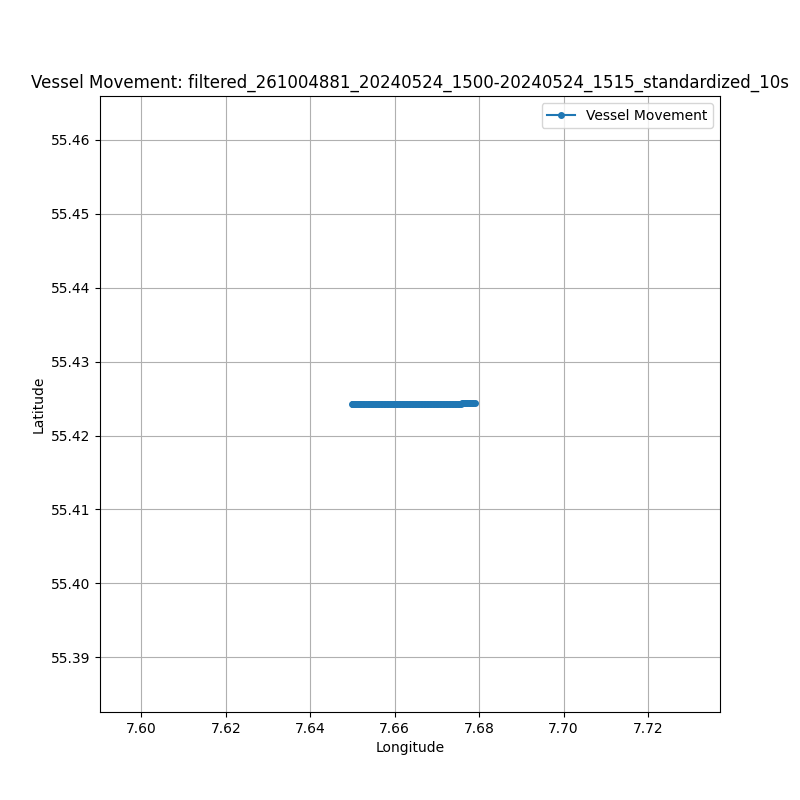 Vessel Movement: filtered_261004881_20240524_1500-20240524_1515_standardized_10s
Vessel Movement
55.46
55.45
55.44
55.43
55.42
55.41
55.40
55.39
Latitude
7.60 7.62 7.64 7.66 7.68 7.70 7.72
Longitude